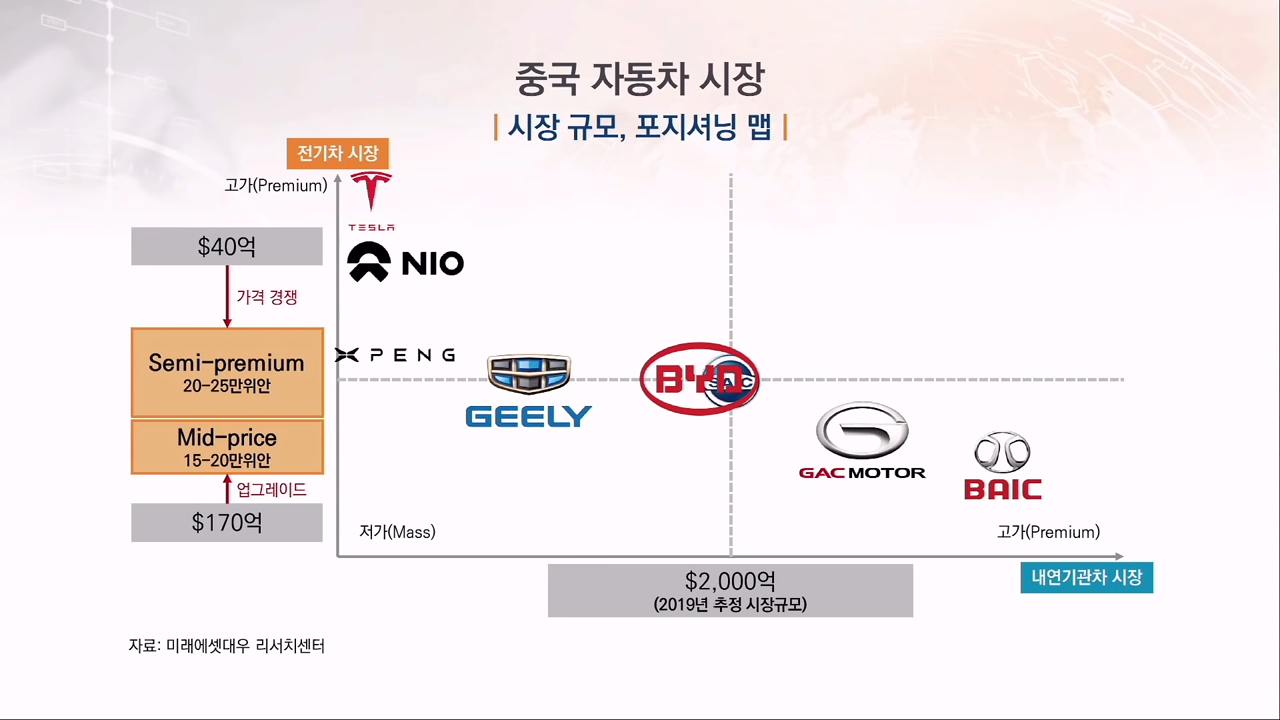 중국 자동차 시장
| 시장 규모, 포지셔닝 맵 |
전기차 시장
고가(Premium)
TESLA
$40억
NIO
가격 경쟁
Semi-premium
20-25만위안
XPENG
GEELY
BYD
SAIC
Mid-price
15-20만위안
GAC MOTOR
BAIC
업그레이드
$170억
저가(Mass)
고가(Premium)
$2,000억
(2019년 추정 시장규모)
내연기관차 시장
자료: 미래에셋대우 리서치센터